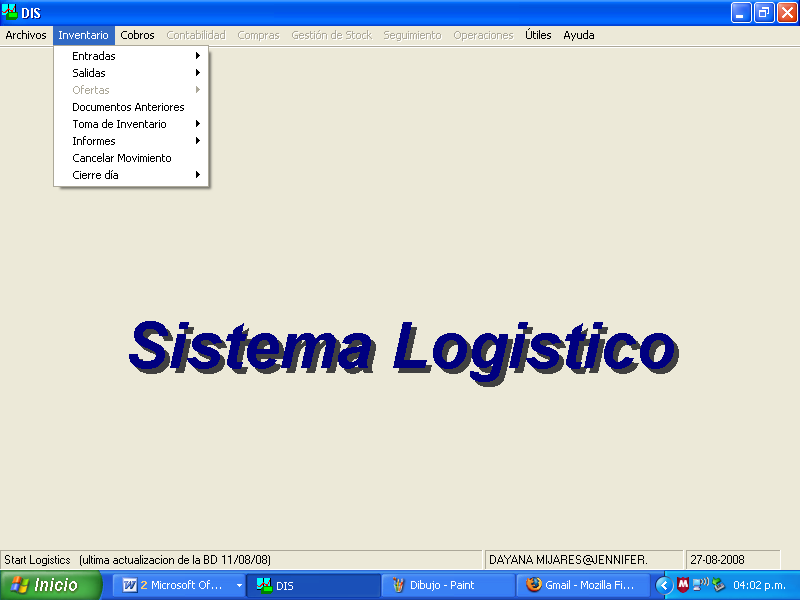 DIS
Archivos Inventario Cobros Contabilidad Compras Gestión de Stock Seguimiento Operaciones Útiles Ayuda
Entradas
Salidas
Ofertas
Documentos Anteriores
Toma de Inventario
Informes
Cancelar Movimiento
Cierre día
Sistema Logistico
Start Logistics (ultima actualizacion de la BD 11/08/08) DAYANA MIJARES@JENNIFER. 27-08-2008
Inicio 2 Microsoft Of... DIS Dibujo - Paint Gmail - Mozilla Fi... 04:02 p.m.